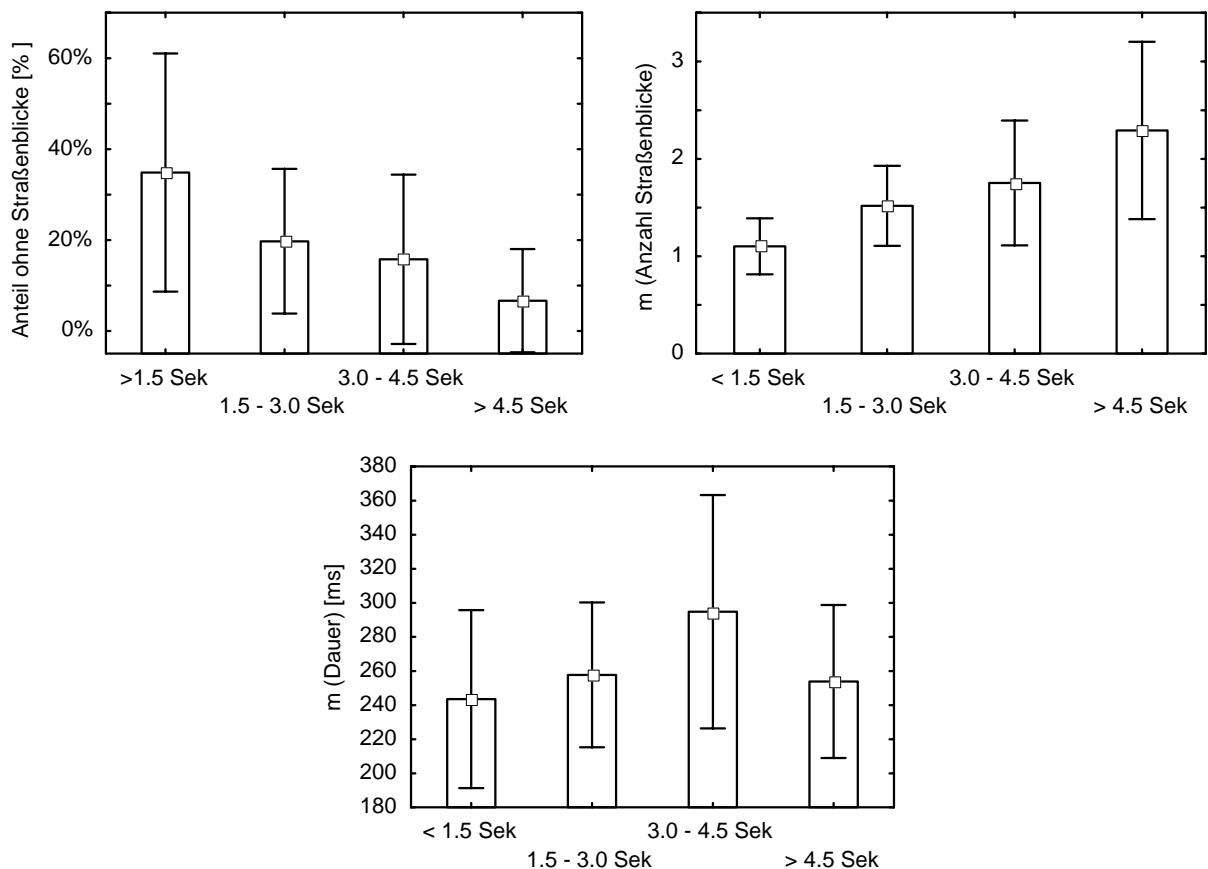 Anteil ohne Straßenblicke [% ]
60%
40%
20%
0%
>1.5 Sek
1.5 - 3.0 Sek
3.0 - 4.5 Sek
> 4.5 Sek
m (Anzahl Straßenblicke)
3
2
1
0
< 1.5 Sek
1.5 - 3.0 Sek
3.0 - 4.5 Sek
> 4.5 Sek
m (Dauer) [ms]
380
360
340
320
300
280
260
240
220
200
180
< 1.5 Sek
1.5 - 3.0 Sek
3.0 - 4.5 Sek
> 4.5 Sek